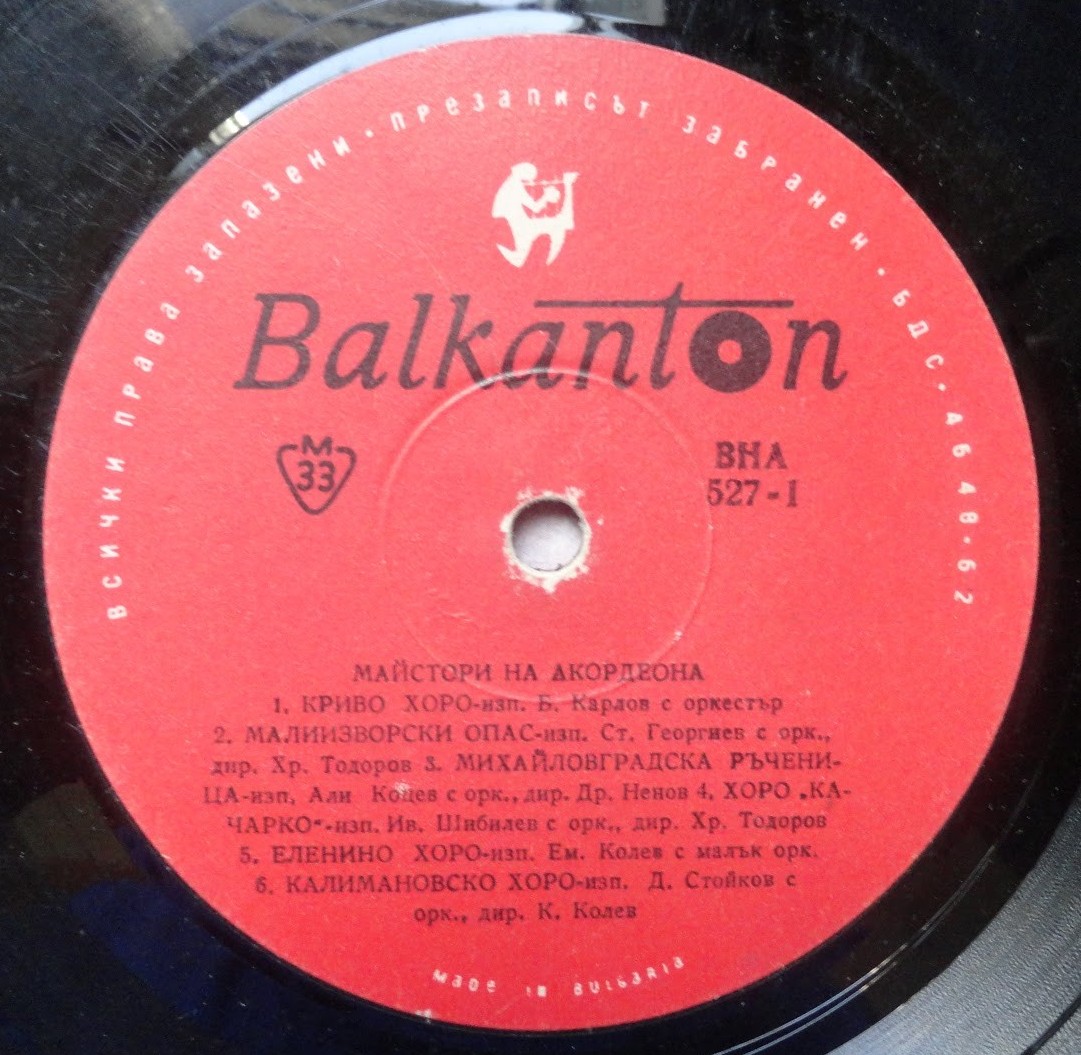 всички права запазени · презаписът забранен · БДС · 4648 · 62
Balkanton
М
33
ВНА
527-1
МАЙСТОРИ НА АКОРДЕОНА
1. КРИВО ХОРО-изп. Б. Карлов с оркестър
2. МАЛИИЗВОРСКИ ОПАС-изп. Ст. Георгиев с орк.,
дир. Хр. Тодоров 3. МИХАЙЛОВГРАДСКА РЪЧЕНИ-
ЦА-изп, Али Коцев с орк., дир. Др. Ненов 4. ХОРО „КА-
ЧАРКО“-изп. Ив. Шибилев с орк., дир. Хр. Тодоров
5. ЕЛЕНИНО ХОРО-изп. Ем. Колев с малък орк.
6. КАЛИМАНОВСКО ХОРО-изп. Д. Стойков с
орк., дир. К. Колев
made in BULGARIA